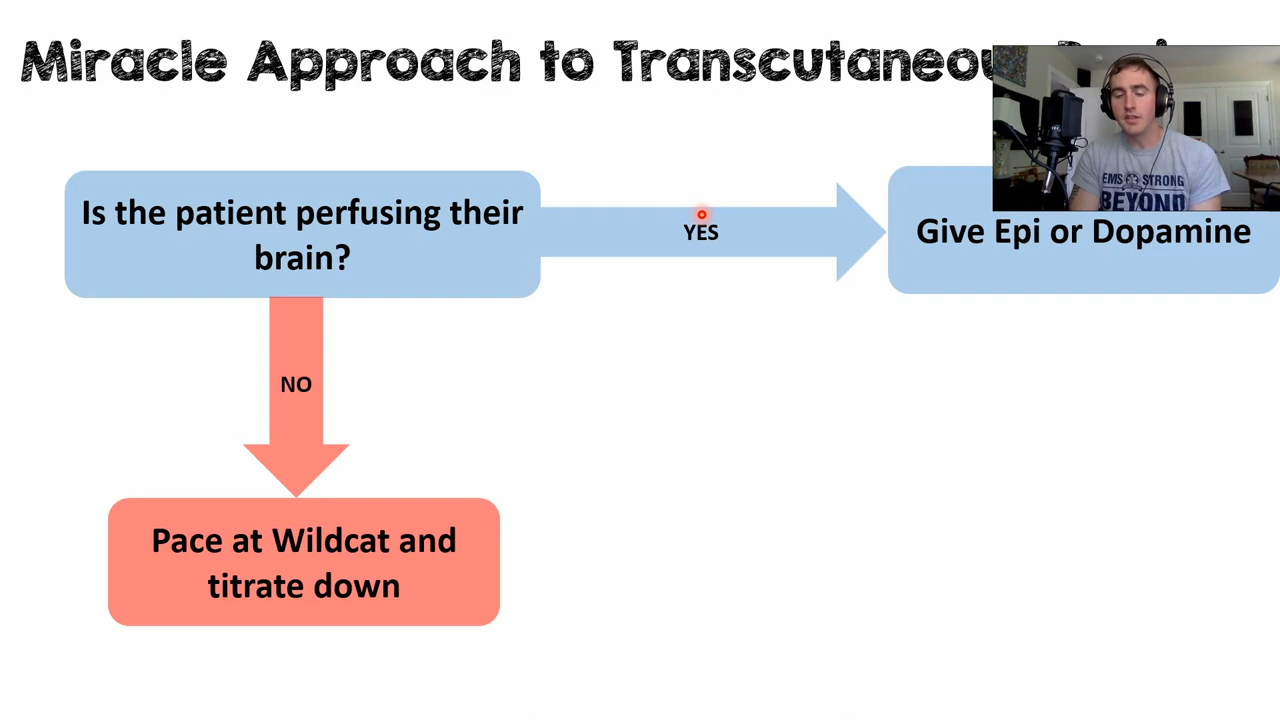 Miracle Approach to
Is the patient perfusing their
brain?
YES
Give Epi or Dopamine
NO
Pace at Wildcat and
titrate down
EMS STRONG
BEYOND